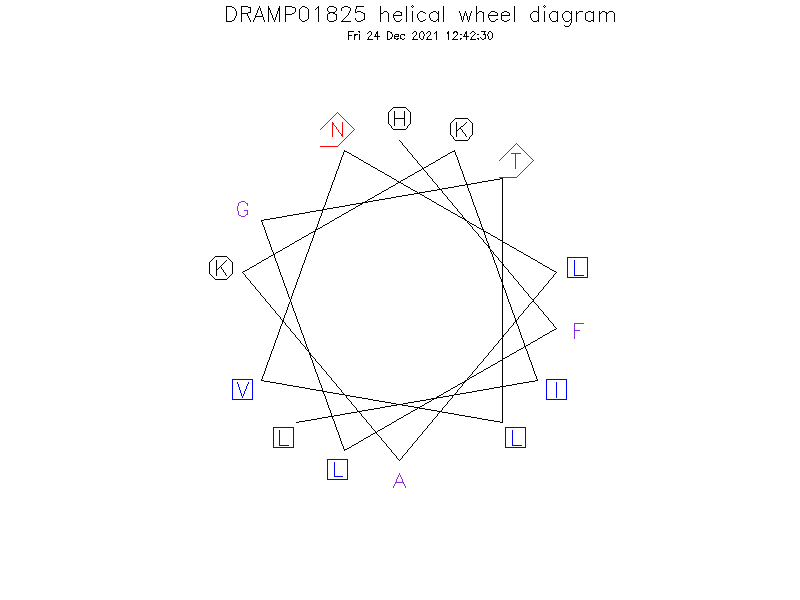 DRAMP01825 helical wheel diagram
Fri 24 Dec 2021 12:42:30
H
N
K
T
G
K
L
F
V
I
L
L
L
A